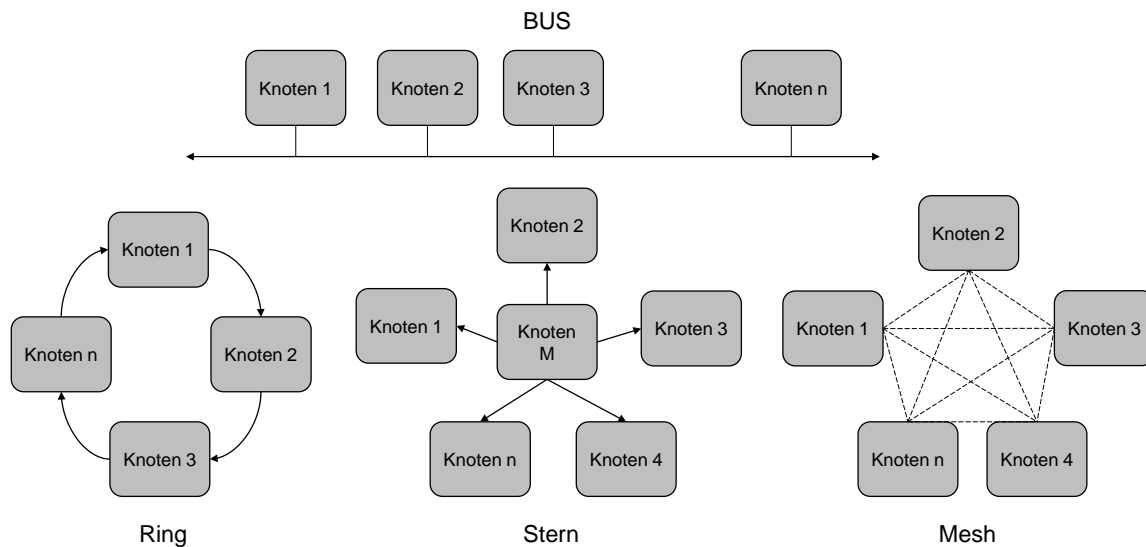 BUS
Knoten 1
Knoten 2
Knoten 3
Knoten n
Knoten 1
Knoten n
Knoten 2
Knoten 3
Ring
Knoten 2
Knoten 1
Knoten
M
Knoten 3
Knoten n
Knoten 4
Stern
Knoten 2
Knoten 1
Knoten 3
Knoten n
Knoten 4
Mesh